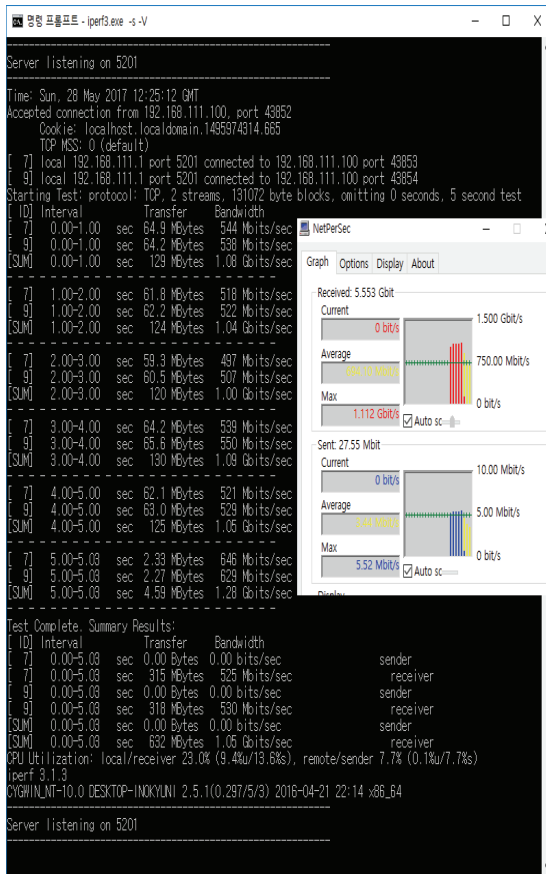 명령 프롬프트 - iperf3.exe -s -V
Server listening on 5201
Time: Sun, 28 May 2017 12:25:12 GMT
Accepted connection from 192.168.111.100, port 43852
Cookie: localhost.localdomain.1495974314.665
TCP MSS: 0 (default)
[ 7] local 192.168.111.1 port 5201 connected to 192.168.111.100 port 43853
[ 9] local 192.168.111.1 port 5201 connected to 192.168.111.100 port 43854
Starting Test: protocol: TCP, 2 streams, 131072 byte blocks, omitting 0 seconds, 5 second test
[ ID] Interval Transfer Bandwidth
[ 7] 0.00-1.00 sec 64.9 MBytes 544 Mbits/sec
[ 9] 0.00-1.00 sec 64.2 MBytes 538 Mbits/sec
[SUM] 0.00-1.00 sec 129 MBytes 1.08 Gbits/sec
- - - - - - - - - - - - - - - - - - - - - - - - -
[ 7] 1.00-2.00 sec 61.8 MBytes 518 Mbits/sec
[ 9] 1.00-2.00 sec 62.2 MBytes 522 Mbits/sec
[SUM] 1.00-2.00 sec 124 MBytes 1.04 Gbits/sec
- - - - - - - - - - - - - - - - - - - - - - - - -
[ 7] 2.00-3.00 sec 59.3 MBytes 497 Mbits/sec
[ 9] 2.00-3.00 sec 60.5 MBytes 507 Mbits/sec
[SUM] 2.00-3.00 sec 120 MBytes 1.00 Gbits/sec
- - - - - - - - - - - - - - - - - - - - - - - - -
[ 7] 3.00-4.00 sec 64.2 MBytes 539 Mbits/sec
[ 9] 3.00-4.00 sec 65.6 MBytes 550 Mbits/sec
[SUM] 3.00-4.00 sec 130 MBytes 1.09 Gbits/sec
- - - - - - - - - - - - - - - - - - - - - - - - -
[ 7] 4.00-5.00 sec 62.1 MBytes 521 Mbits/sec
[ 9] 4.00-5.00 sec 63.0 MBytes 529 Mbits/sec
[SUM] 4.00-5.00 sec 125 MBytes 1.05 Gbits/sec
- - - - - - - - - - - - - - - - - - - - - - - - -
[ 7] 5.00-5.03 sec 2.33 MBytes 646 Mbits/sec
[ 9] 5.00-5.03 sec 2.27 MBytes 629 Mbits/sec
[SUM] 5.00-5.03 sec 4.59 MBytes 1.28 Gbits/sec
- - - - - - - - - - - - - - - - - - - - - - - - -
Test Complete. Summary Results:
[ ID] Interval Transfer Bandwidth
[ 7] 0.00-5.03 sec 0.00 Bytes 0.00 bits/sec sender
[ 7] 0.00-5.03 sec 315 MBytes 525 Mbits/sec receiver
[ 9] 0.00-5.03 sec 0.00 Bytes 0.00 bits/sec sender
[ 9] 0.00-5.03 sec 318 MBytes 530 Mbits/sec receiver
[SUM] 0.00-5.03 sec 0.00 Bytes 0.00 bits/sec sender
[SUM] 0.00-5.03 sec 632 MBytes 1.05 Gbits/sec receiver
CPU Utilization: local/receiver 23.0% (9.4%u/13.6%s), remote/sender 7.7% (0.1%u/7.7%s)
iperf 3.1.3
CYGWIN_NT-10.0 DESKTOP-INOKYUNI 2.5.1(0.297/5/3) 2016-04-21 22:14 x86_64
Server listening on 5201
NetPerSec
Graph Options Display About
Received: 5.553 Gbit
Current
0 bit/s
Average
Max
1.112 Gbit/s
1.500 Gbit/s
750.00 Mbit/s
0 bit/s
Auto sc
Sent: 27.55 Mbit
Current
0 bit/s
Average
Max
5.52 Mbit/s
10.00 Mbit/s
5.00 Mbit/s
0 bit/s
Auto sc